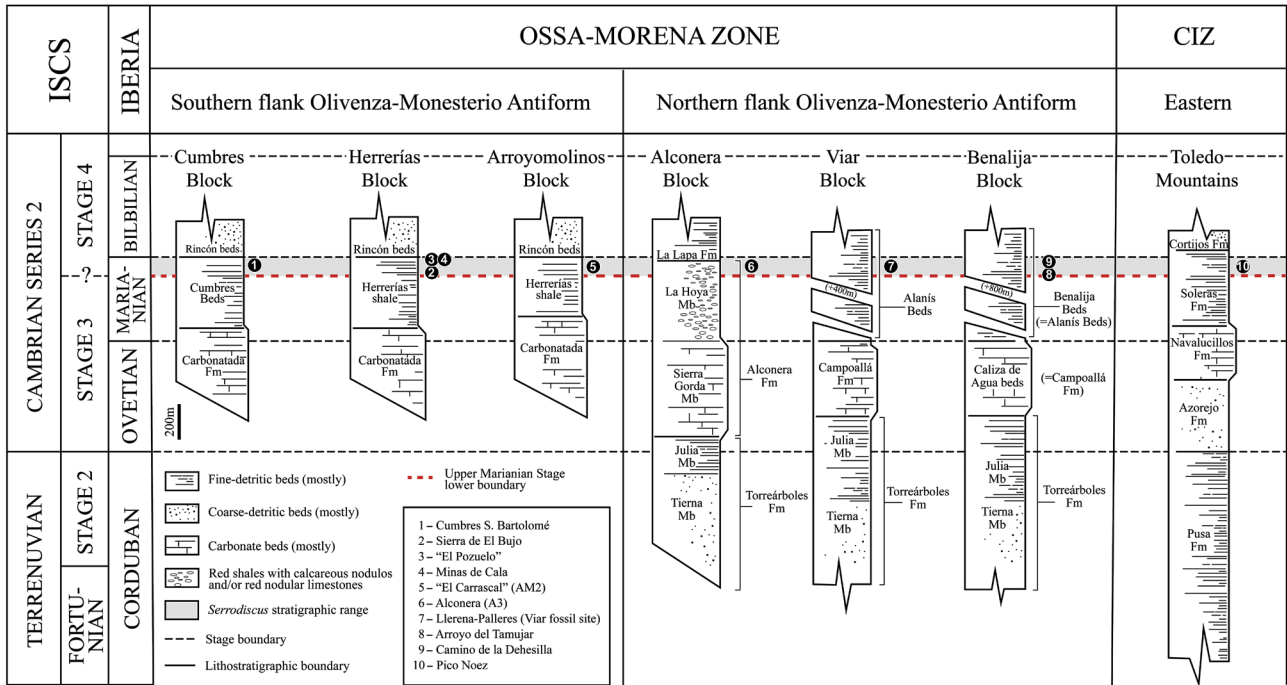 ISCS
IBERIA
OSSA-MORENA ZONE
CIZ
Southern flank Olivenza-Monesterio Antiform
Northern flank Olivenza-Monesterio Antiform
Eastern
CAMBRIAN SERIES 2
STAGE 4
-?
STAGE 3
BILBILIAN
MARIA-
NIAN
OVETIAN
TERRENUVIAN
STAGE 2
FORTU-
NIAN
CORDUBAN
Cumbres
Block
Rincón beds
Cumbres
Beds
Carbonatada
Fm
1
200m
Herrerías
Block
Rincón beds
Herrerías
shale
Carbonatada
Fm
3 4
2
Arroyomolinos
Block
Rincón beds
Herrerías
shale
Carbonatada
Fm
5
Alconera
Block
La Lapa Fm
La Hoya
Mb
Sierra
Gorda
Mb
Julia
Mb
Tierna
Mb
6
Alconera
Fm
Torreárboles
Fm
Viar
Block
(+400m)
Campoallá
Fm
Julia
Mb
Tierna
Mb
7
Alanís
Beds
Torreárboles
Fm
Benalija
Block
(+800m)
Caliza de
Agua beds
Julia
Mb
Tierna
Mb
9
8
Benalija
Beds
(=Alanís Beds)
(=Campoallá
Fm)
Torreárboles
Fm
Toledo
Mountains
Cortijos Fm
Soleras
Fm
Navalucillos
Fm
Azorejo
Fm
Pusa
Fm
10
Fine-detritic beds (mostly)
Coarse-detritic beds (mostly)
Carbonate beds (mostly)
Red shales with calcareous nodulos
and/or red nodular limestones
Serrodiscus stratigraphic range
Stage boundary
Lithostratigraphic boundary
Upper Marianian Stage
lower boundary
1 – Cumbres S. Bartolomé
2 – Sierra de El Bujo
3 – “El Pozuelo”
4 – Minas de Cala
5 – “El Carrascal” (AM2)
6 – Alconera (A3)
7 – Llerena-Palleres (Viar fossil site)
8 – Arroyo del Tamujar
9 – Camino de la Dehesilla
10 – Pico Noez